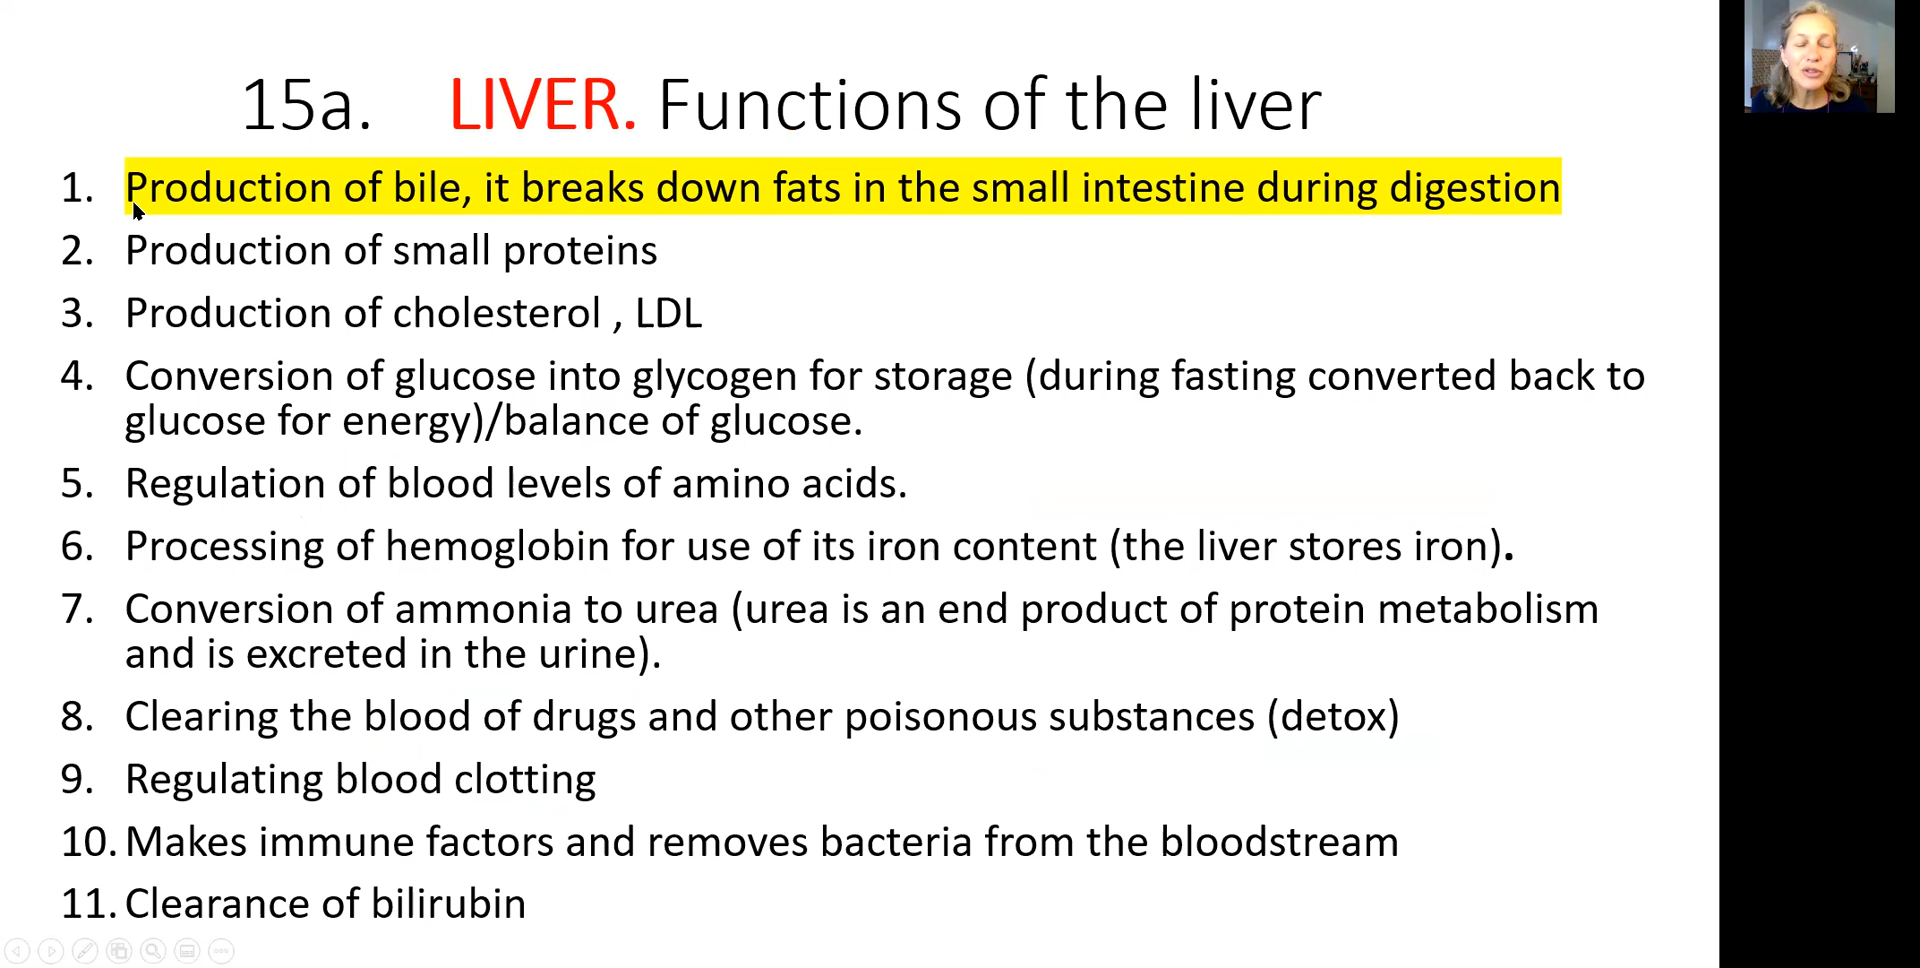 15a. LIVER. Functions of the liver
1. Production of bile, it breaks down fats in the small intestine during digestion
2. Production of small proteins
3. Production of cholesterol , LDL
4. Conversion of glucose into glycogen for storage (during fasting converted back to
glucose for energy)/balance of glucose.
5. Regulation of blood levels of amino acids.
6. Processing of hemoglobin for use of its iron content (the liver stores iron).
7. Conversion of ammonia to urea (urea is an end product of protein metabolism
and is excreted in the urine).
8. Clearing the blood of drugs and other poisonous substances (detox)
9. Regulating blood clotting
10. Makes immune factors and removes bacteria from the bloodstream
11. Clearance of bilirubin